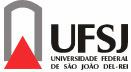 UFSJ
UNIVERSIDADE FEDERAL
DE SÃO JOÃO DEL-REI